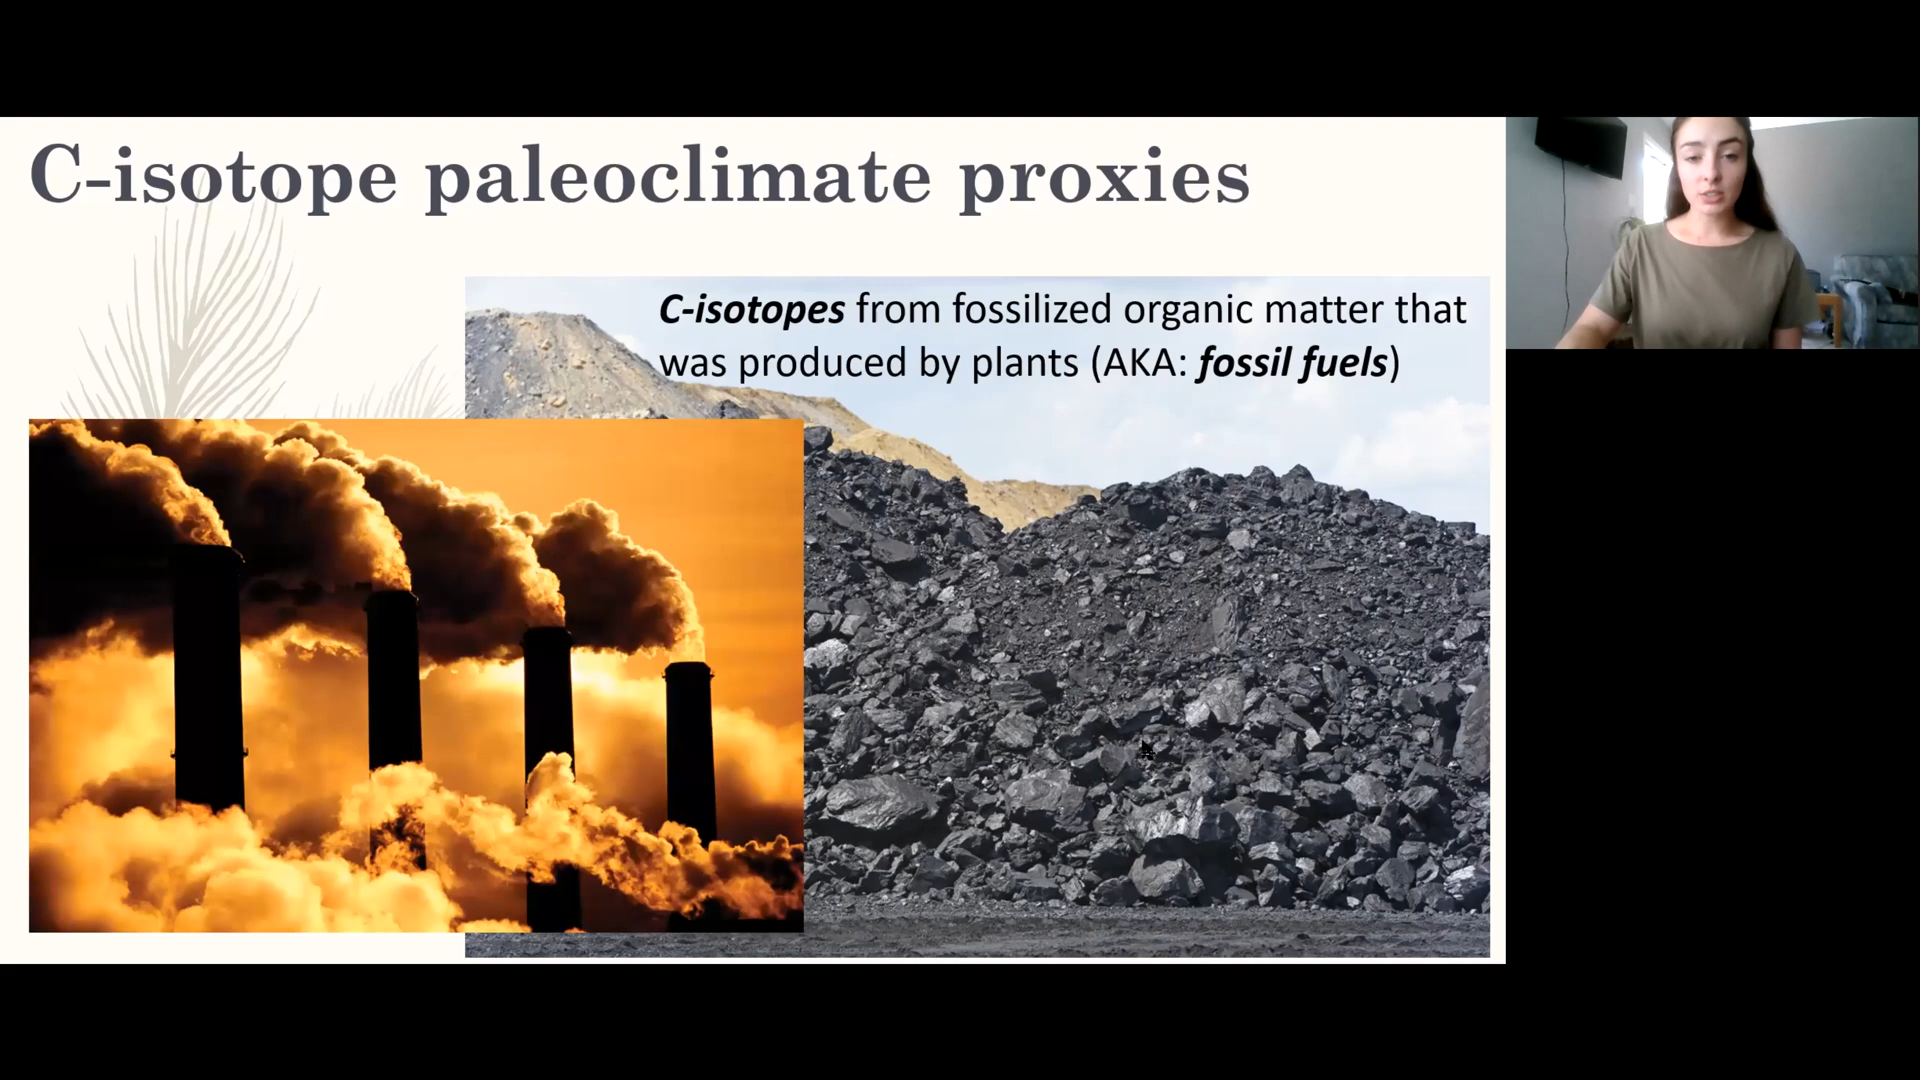 C-isotope paleoclimate proxies
C-isotopes from fossilized organic matter that
was produced by plants (AKA: fossil fuels)